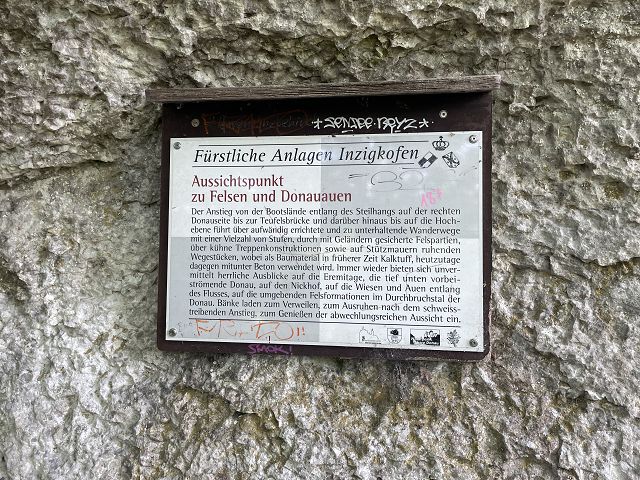 *SENDEE BOYZ*
Fürstliche Anlagen Inzigkofen
Aussichtspunkt
zu Felsen und Donauauen
Der Anstieg von der Bootslände entlang des Steilhangs auf der rechten
Donauseite bis zur Teufelsbrücke und darüber hinaus bis auf die Hoch-
ebene führt über aufwändig errichtete und zu unterhaltende Wanderwege
mit einer Vielzahl von Stufen, durch mit Geländern gesicherte Felspartien,
über kühne Treppenkonstruktionen sowie auf Stützmauern ruhenden
Wegestücken, wobei als Baumaterial in früherer Zeit Kalktuff, heutzutage
dagegen mitunter Beton verwendet wird. Immer wieder bieten sich unver-
mittelt herrliche Ausblicke auf die Eremitage, die tief unten vorbei-
strömende Donau, auf den Nickhof, auf die Wiesen und Auen entlang
des Flusses, auf die umgebenden Felsformationen im Durchbruchstal der
Donau. Bänke laden zum Verweilen, zum Ausruhen nach dem schweiss-
treibenden Anstieg, zum Genießen der abwechlungsreichen Aussicht ein.
SMOK!